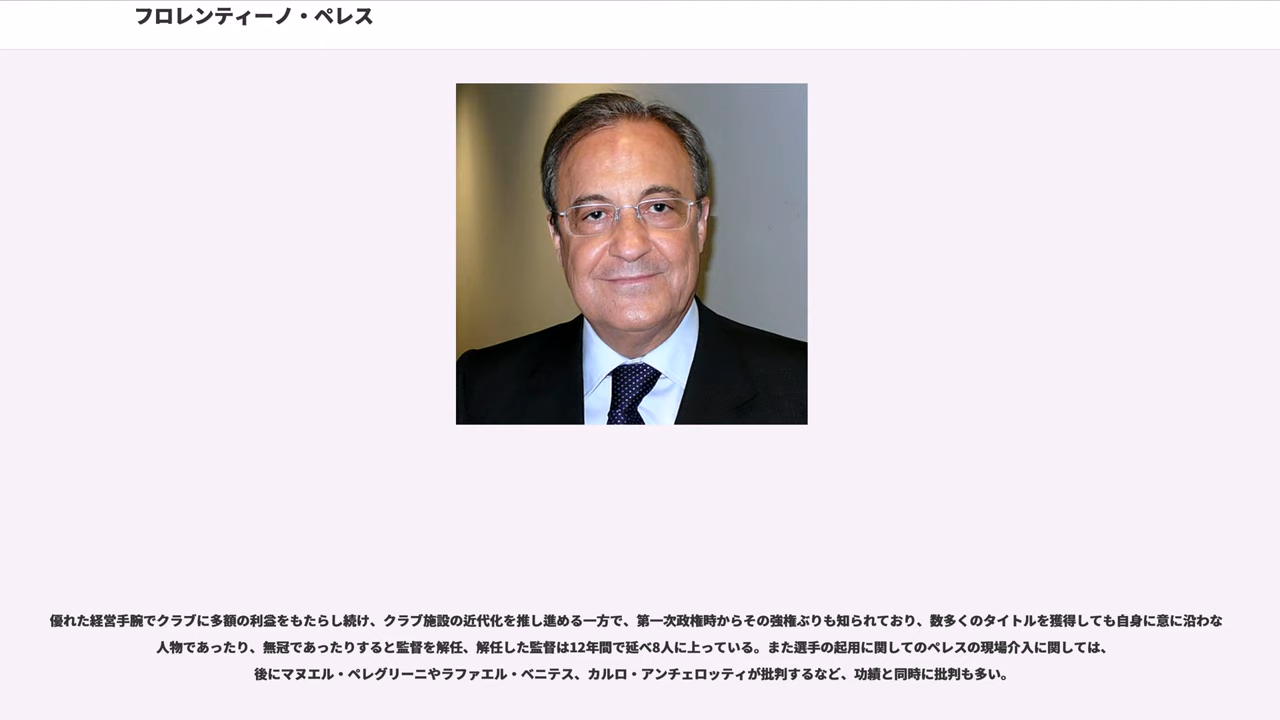 フロレンティーノ・ペレス
優れた経営手腕でクラブに多額の利益をもたらし続け、クラブ施設の近代化を推し進める一方で、第一次政権時からその強権ぶりも知られており、数多くのタイトルを獲得しても自身に意に沿わな
人物であったり、無冠であったりすると監督を解任、解任した監督は12年間で延べ8人に上っている。また選手の起用に関してのペレスの現場介入に関しては、
後にマヌエル・ペレグリーニやラファエル・ベニテス、カルロ・アンチェロッティが批判するなど、功績と同時に批判も多い。